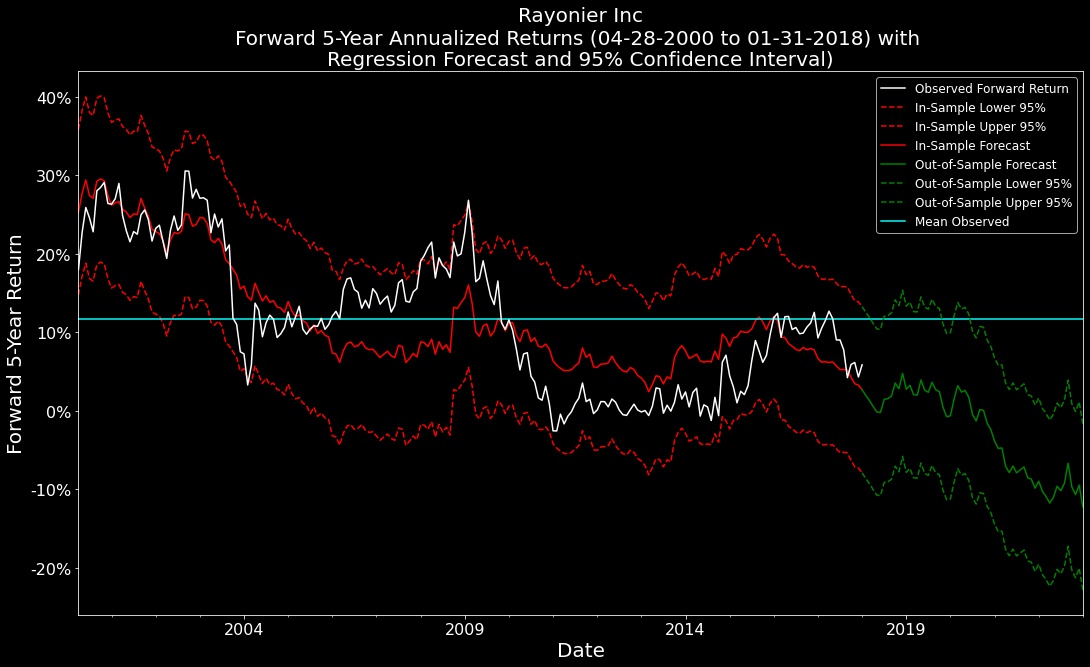 Rayonier Inc
Forward 5-Year Annualized Returns (04-28-2000 to 01-31-2018) with
Regression Forecast and 95% Confidence Interval)
Observed Forward Return
In-Sample Lower 95%
In-Sample Upper 95%
In-Sample Forecast
Out-of-Sample Forecast
Out-of-Sample Lower 95%
Out-of-Sample Upper 95%
Mean Observed
Forward 5-Year Return
40%
30%
20%
10%
0%
-10%
-20%
2004
2009
2014
2019
Date